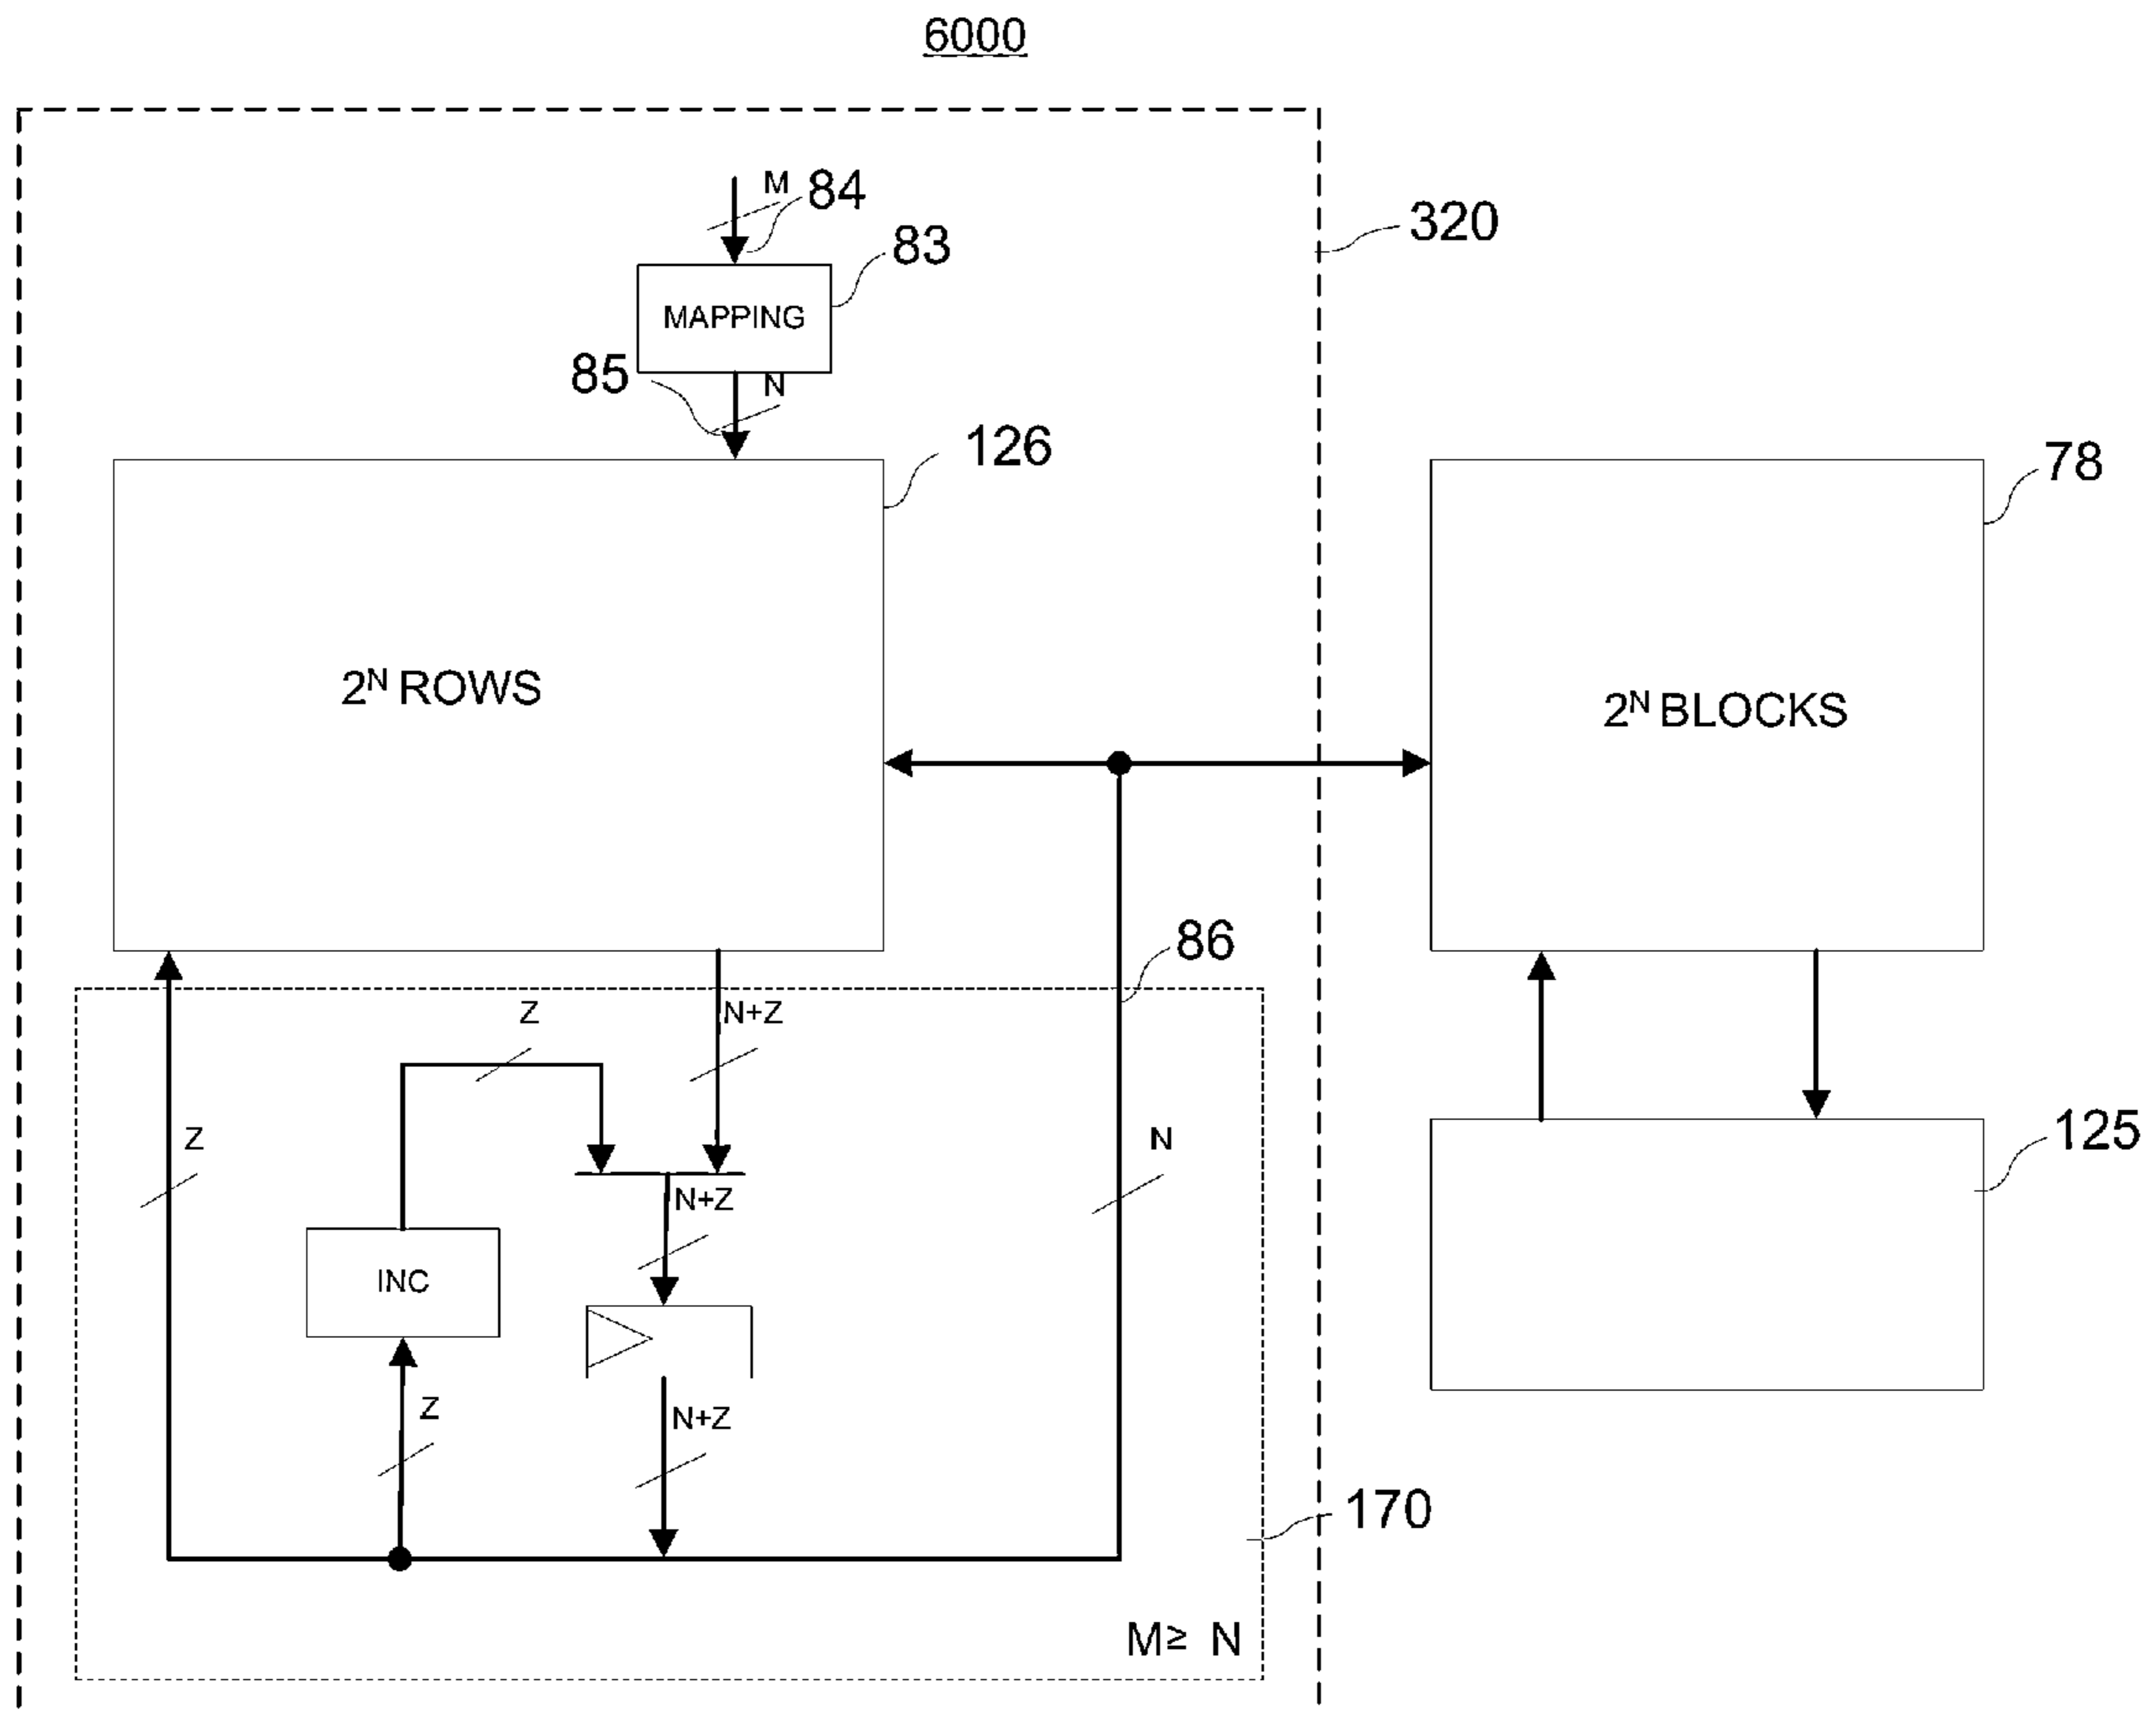 6000
M
84
83
320
MAPPING
85
N
126
78
2ᴺ ROWS
2ᴺ BLOCKS
86
Z
N+Z
Z
N
125
N+Z
INC
Z
N+Z
170
M≥ N